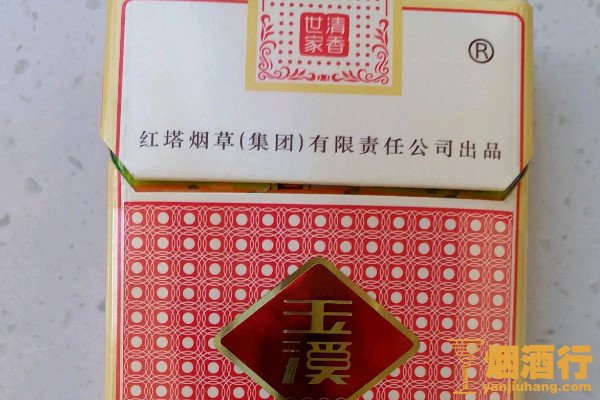 清香
世家
®
红塔烟草(集团)有限责任公司出品
玉溪
烟酒行
yanjiuhang.com